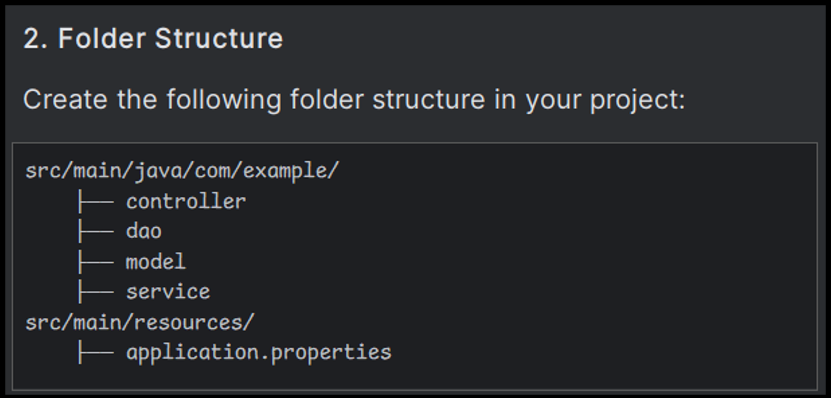 2. Folder Structure
Create the following folder structure in your project:
src/main/java/com/example/
    ├── controller
    ├── dao
    ├── model
    ├── service
src/main/resources/
    ├── application.properties